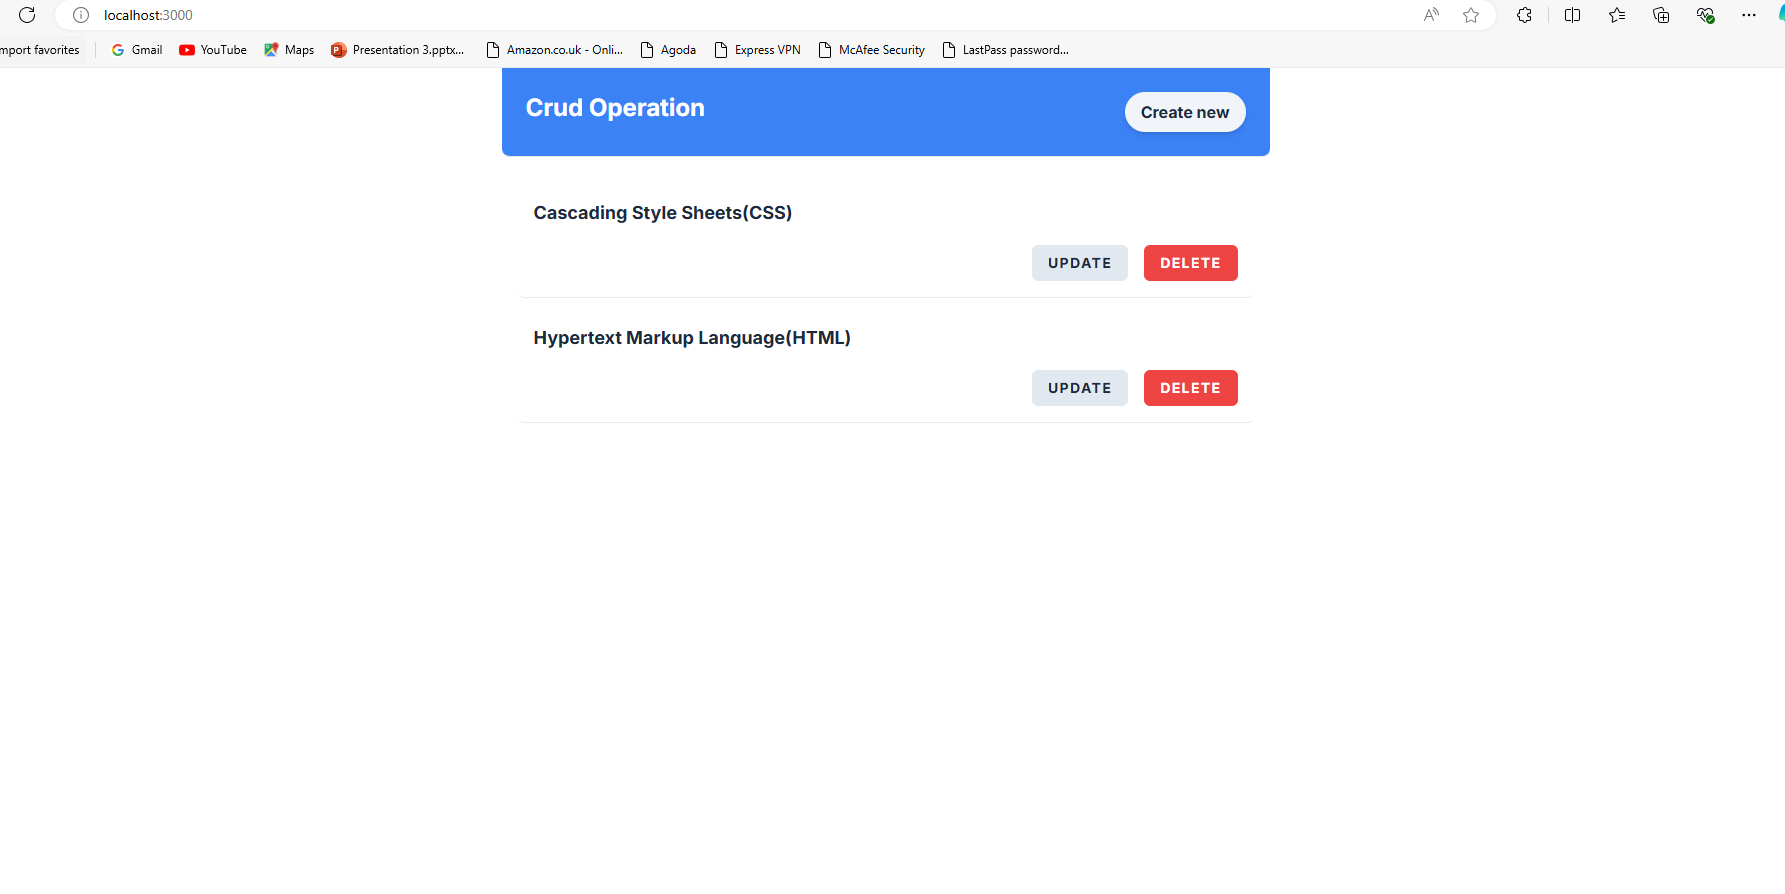 localhost:3000
mport favorites Gmail YouTube Maps Presentation 3.pptx... Amazon.co.uk - Onli... Agoda Express VPN McAfee Security LastPass password...
Crud Operation
Create new
Cascading Style Sheets(CSS)
UPDATE DELETE
Hypertext Markup Language(HTML)
UPDATE DELETE